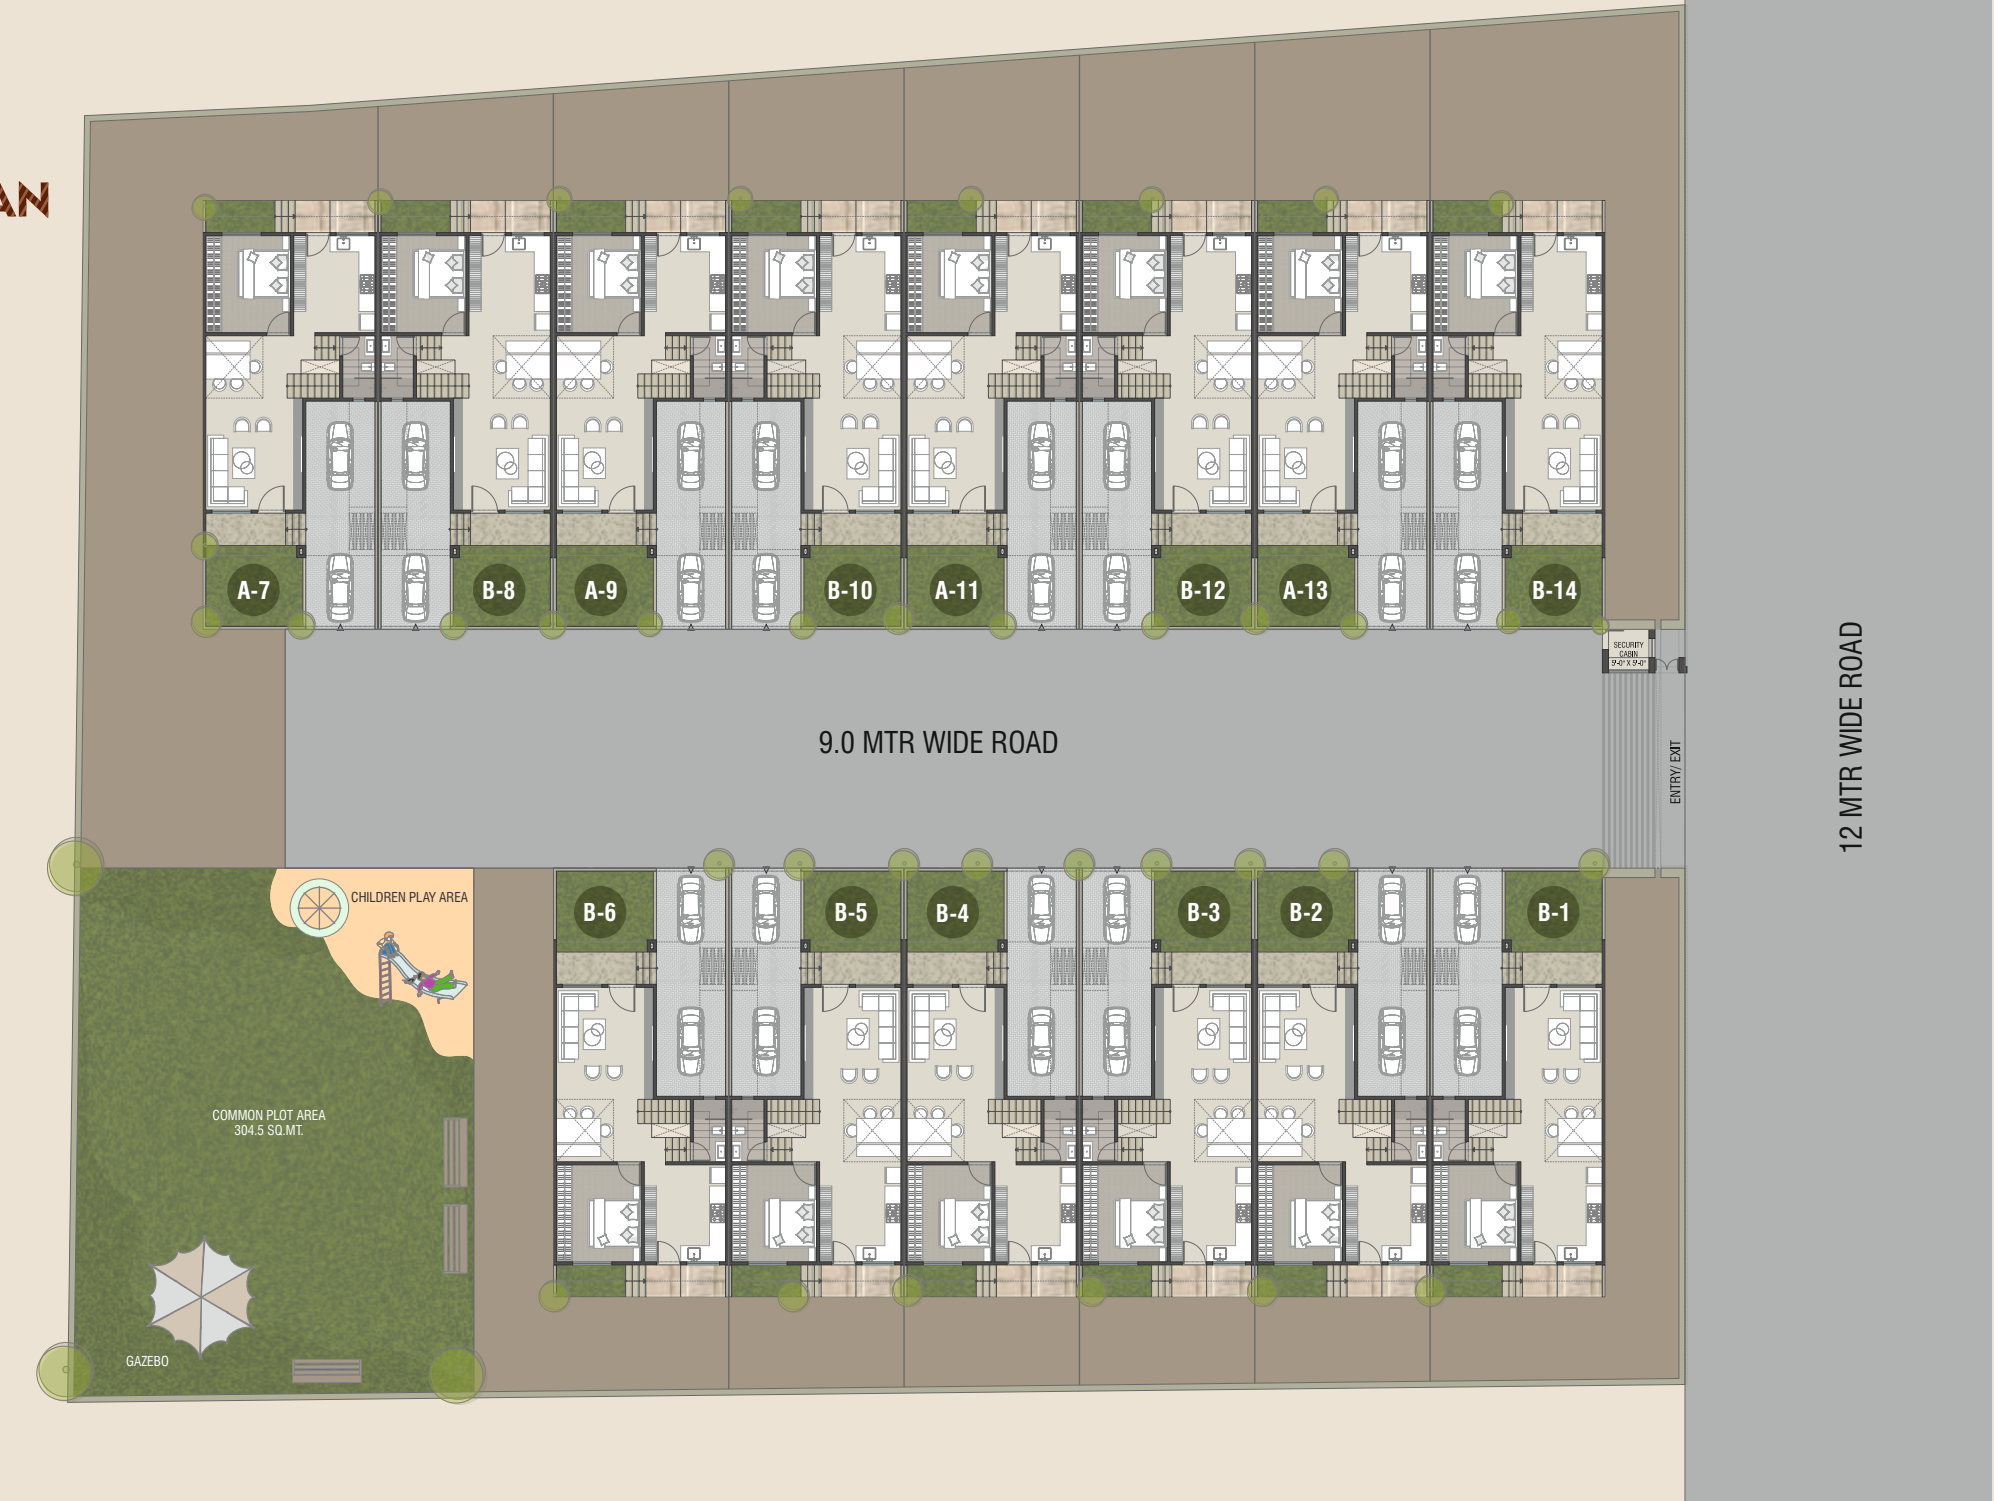 AN
A-7
B-8
A-9
B-10
A-11
B-12
A-13
B-14
SECURITY
CABIN
5'-0" X 5'-0"
9.0 MTR WIDE ROAD
ENTRY/ EXIT
12 MTR WIDE ROAD
CHILDREN PLAY AREA
B-6
B-5
B-4
B-3
B-2
B-1
COMMON PLOT AREA
304.5 SQ.MT.
GAZEBO